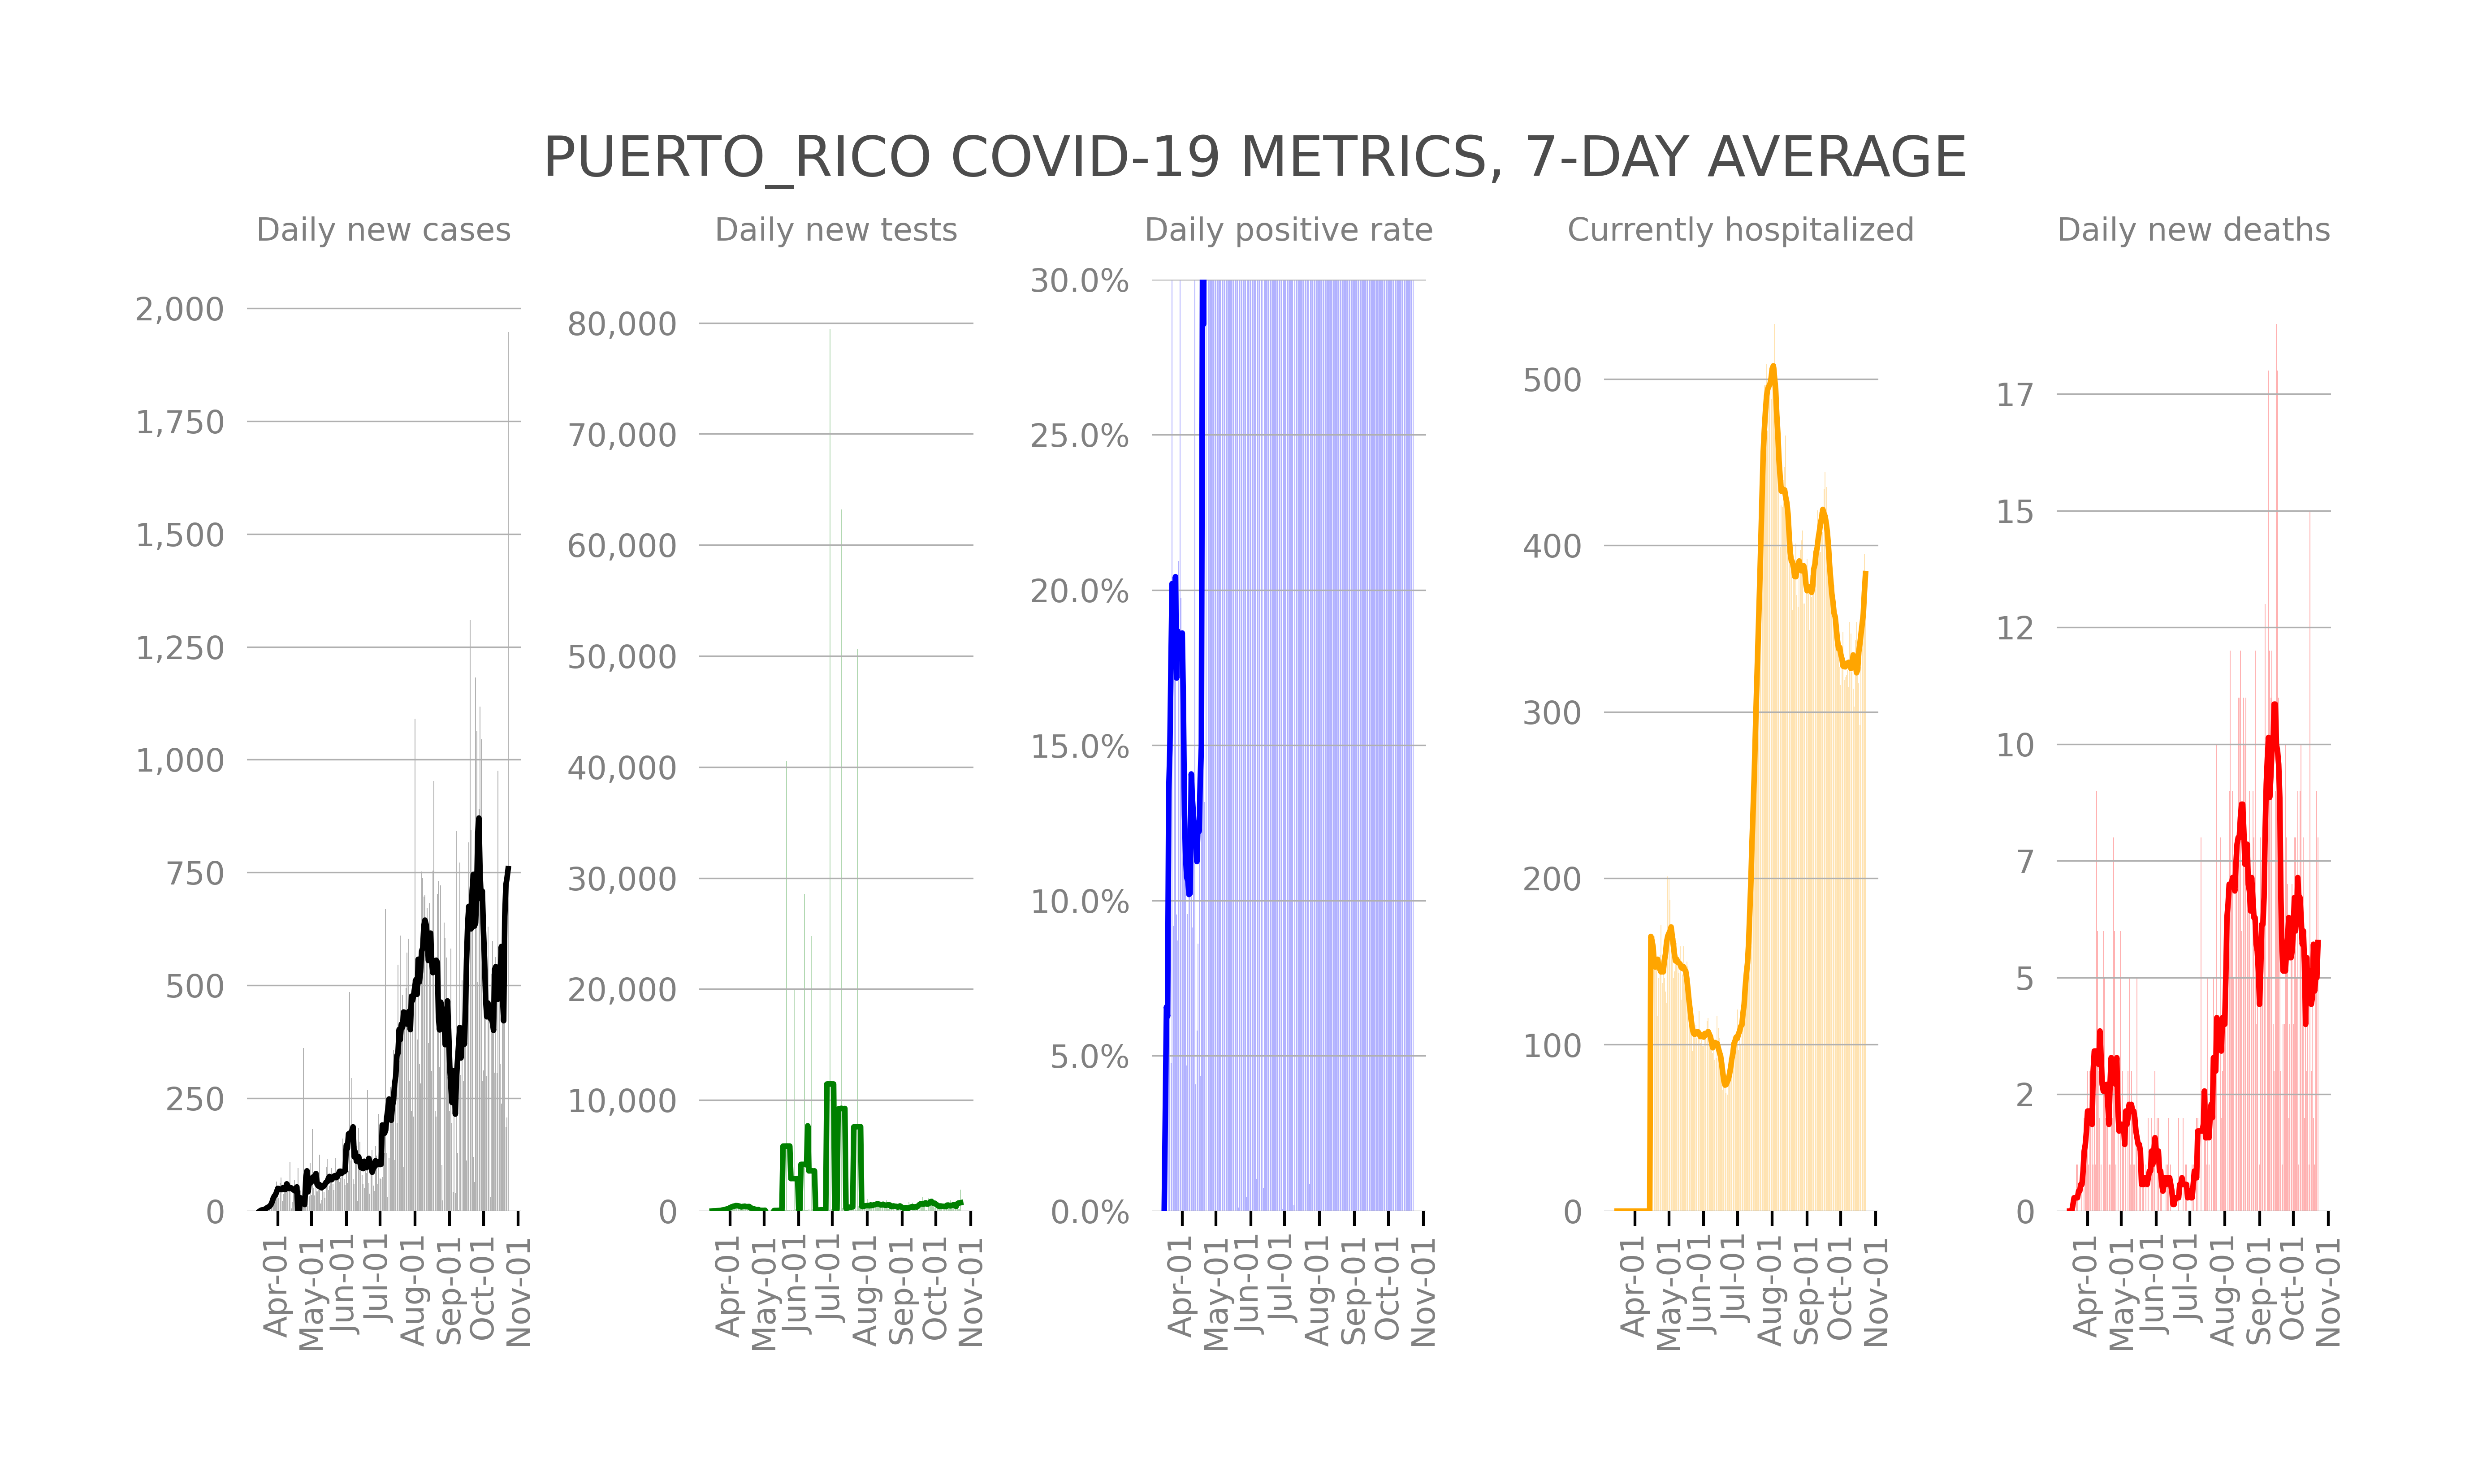 PUERTO_RICO COVID-19 METRICS, 7-DAY AVERAGE
Daily new cases
2,000
1,750
1,500
1,250
1,000
750
500
250
0
Apr-01
May-01
Jun-01
Jul-01
Aug-01
Sep-01
Oct-01
Nov-01
Daily new tests
80,000
70,000
60,000
50,000
40,000
30,000
20,000
10,000
0
Apr-01
May-01
Jun-01
Jul-01
Aug-01
Sep-01
Oct-01
Nov-01
Daily positive rate
30.0%
25.0%
20.0%
15.0%
10.0%
5.0%
0.0%
Apr-01
May-01
Jun-01
Jul-01
Aug-01
Sep-01
Oct-01
Nov-01
Currently hospitalized
500
400
300
200
100
0
Apr-01
May-01
Jun-01
Jul-01
Aug-01
Sep-01
Oct-01
Nov-01
Daily new deaths
17
15
12
10
7
5
2
0
Apr-01
May-01
Jun-01
Jul-01
Aug-01
Sep-01
Oct-01
Nov-01